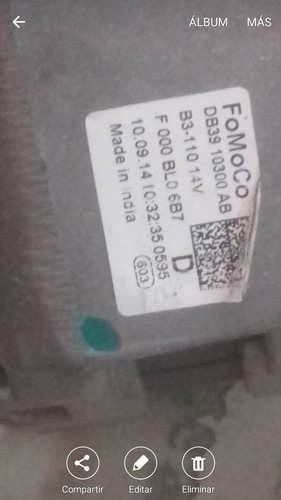 ÁLBUM MÁS
FoMoCo
DB39 10300 AB
B3-110 14V
F 000 BL0 6B7 D
10.09.14 10:32:35 0595
Made in India
603
Compartir Editar Eliminar